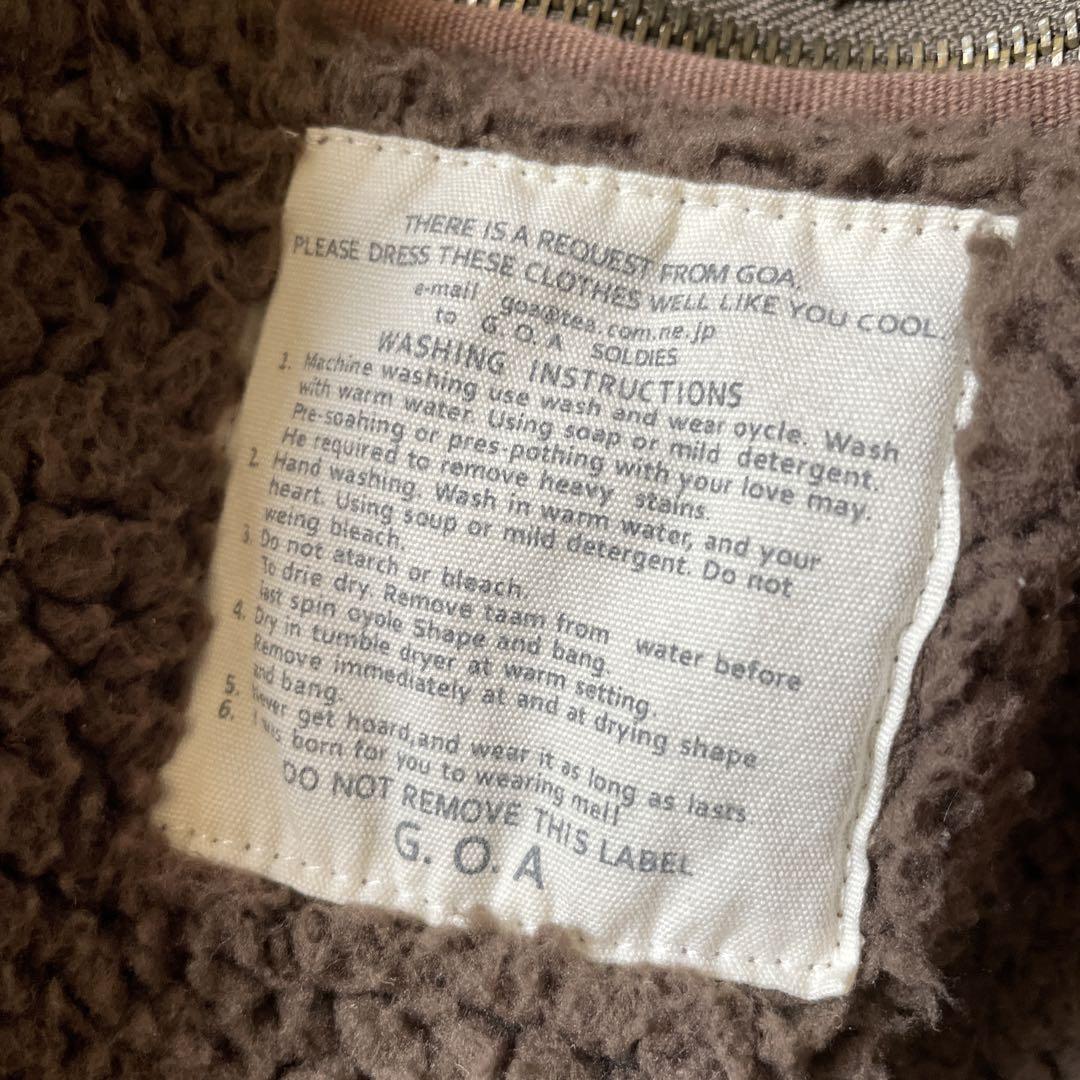 THERE IS A REQUEST FROM GOA,
PLEASE DRESS THESE CLOTHES WELL LIKE YOU COOL.
e-mail goa@tea.com.ne.jp
to G. O. A SOLDIES
WASHING INSTRUCTIONS
1. Machine washing use wash and wear oycle. Wash
with warm water. Using soap or mild detergent.
Pre-soahing or pres-pothing with your love may.
He required to remove heavy stains.
2. Hand washing. Wash in warm water, and your
heart. Using soup or mild detergent. Do not
weing bleach.
3. Do not atarch or bleach.
To drie dry. Remove taam from water before
last spin oyole Shape and bang.
4. Dry in tumble dryer at warm setting.
Remove immediately at and at drying shape
and bang.
5. Never get hoard,and wear it as long as lasts
6. I was born for you to wearing me!!
DO NOT REMOVE THIS LABEL
G. O. A